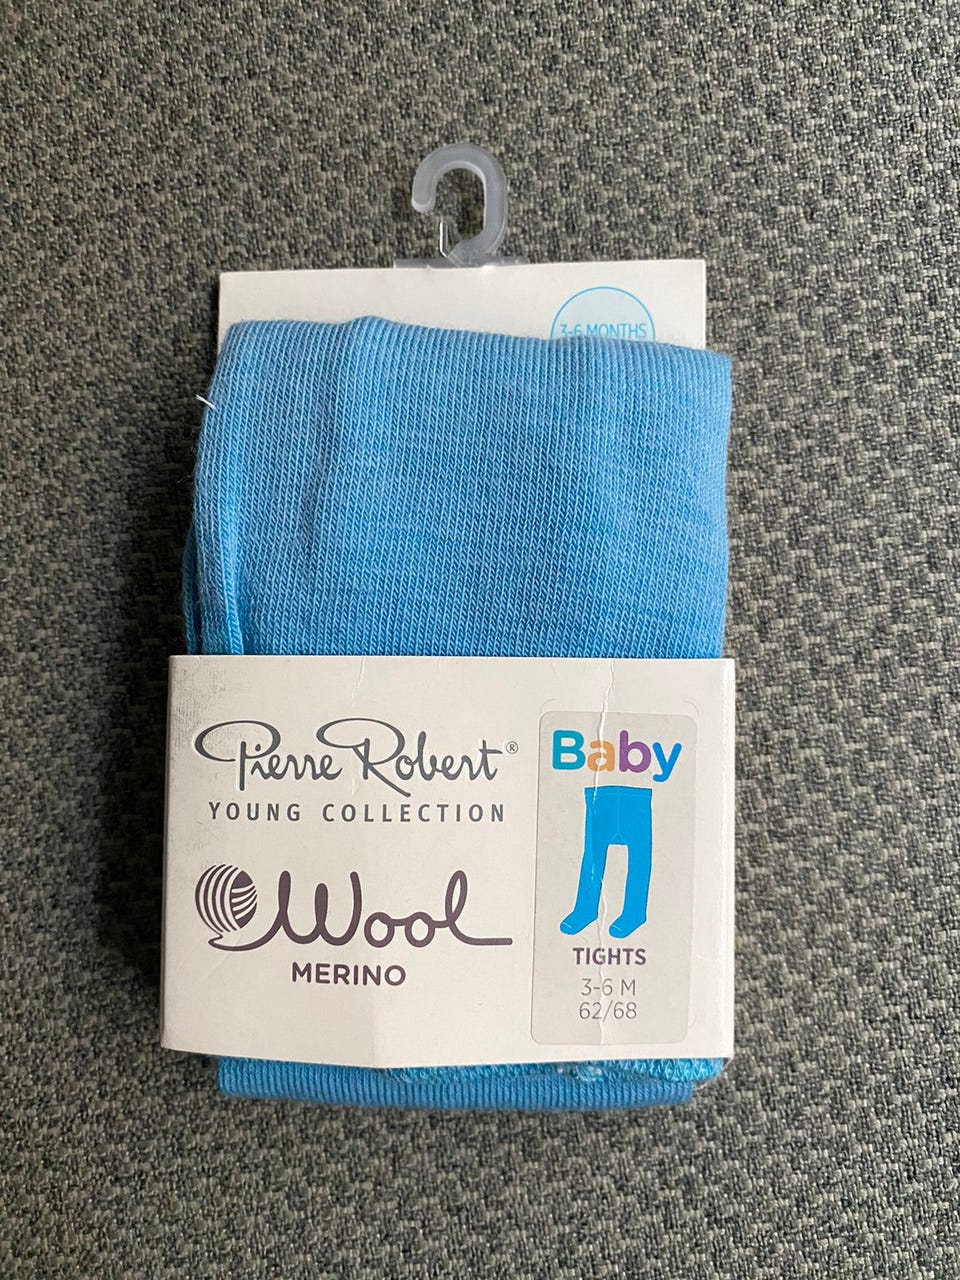 3-6 MONTHS
Pierre Robert®
YOUNG COLLECTION
Wool
MERINO
Baby
TIGHTS
3-6 M
62/68